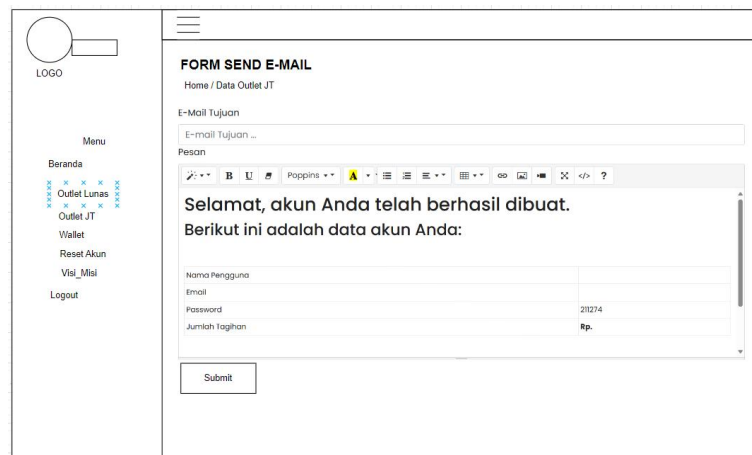 LOGO
Menu
Beranda
Outlet Lunas
Outlet JT
Wallet
Reset Akun
Visi_Misi
Logout
FORM SEND E-MAIL
Home / Data Outlet JT
E-Mail Tujuan
E-mail Tujuan ...
Pesan
B U Poppins A </> ?
Selamat, akun Anda telah berhasil dibuat.
Berikut ini adalah data akun Anda:
Nama Pengguna
Email
Password 211274
Jumlah Tagihan Rp.
Submit